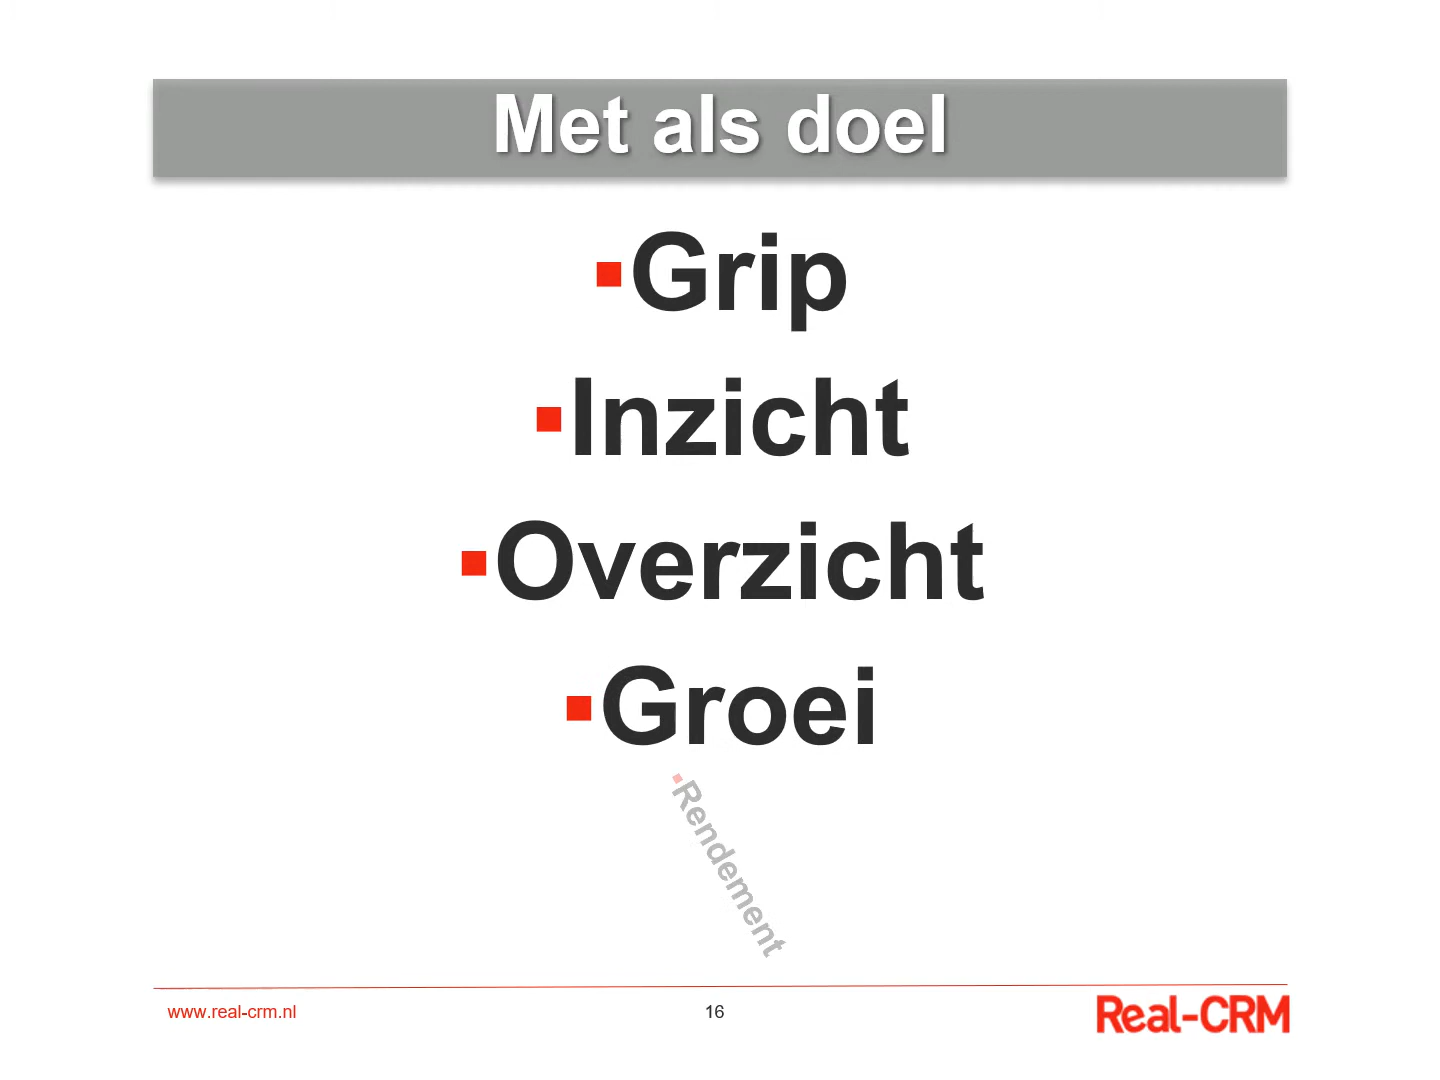 Met als doel
▪Grip
▪Inzicht
▪Overzicht
▪Groei
▪Rendement
www.real-crm.nl
16
Real-CRM